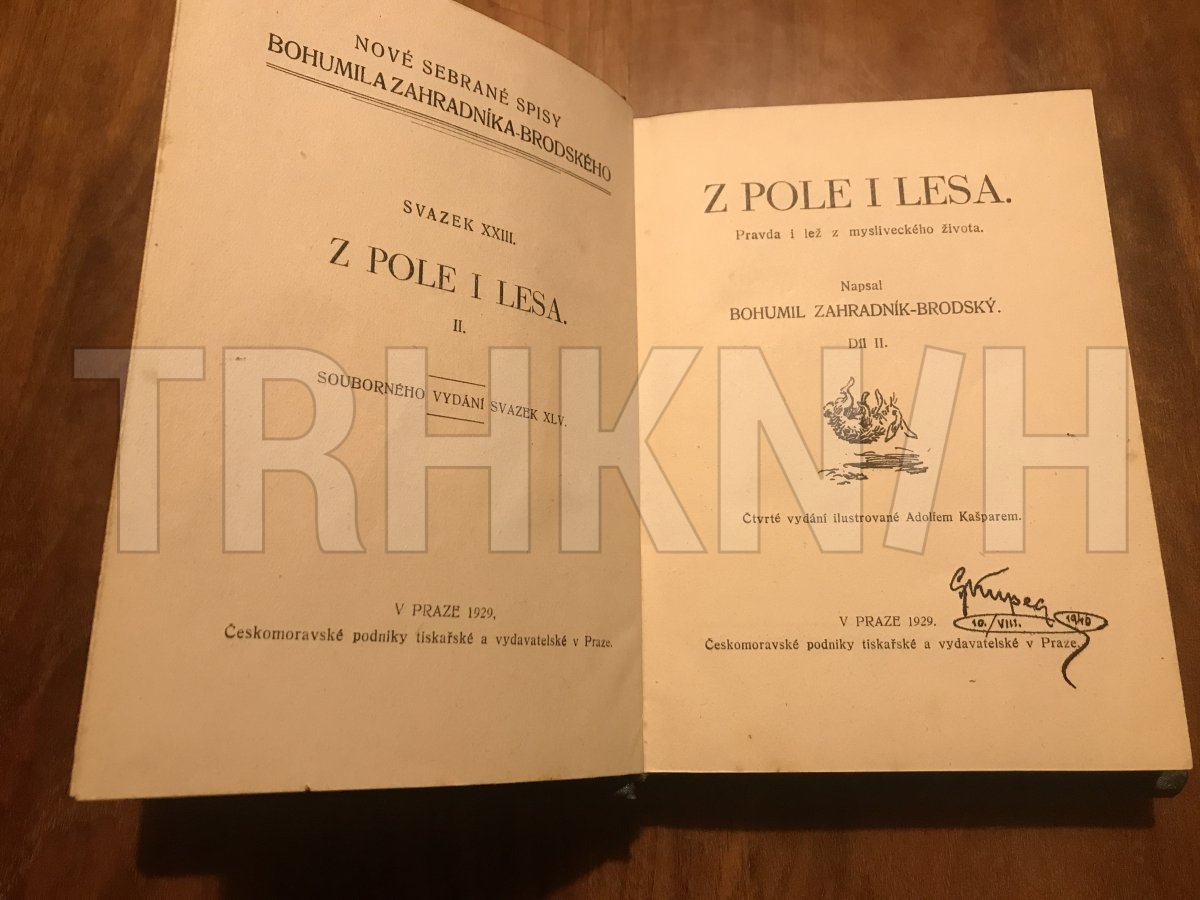 NOVÉ SEBRANÉ SPISY
BOHUMILA ZAHRADNÍKA-BRODSKÉHO
SVAZEK XXIII.
Z POLE I LESA.
II.
SOUBORNÉHO VYDÁNÍ SVAZEK XLV.
V PRAZE 1929,
Českomoravské podniky tiskařské a vydavatelské v Praze.
Z POLE I LESA.
Pravda i lež z mysliveckého života.
Napsal
BOHUMIL ZAHRADNÍK-BRODSKÝ.
Díl II.
Čtvrté vydání ilustrované Adolfem Kašparem.
10./VIII. 1940
V PRAZE 1929.
Českomoravské podniky tiskařské a vydavatelské v Praze.
TRHKNIH